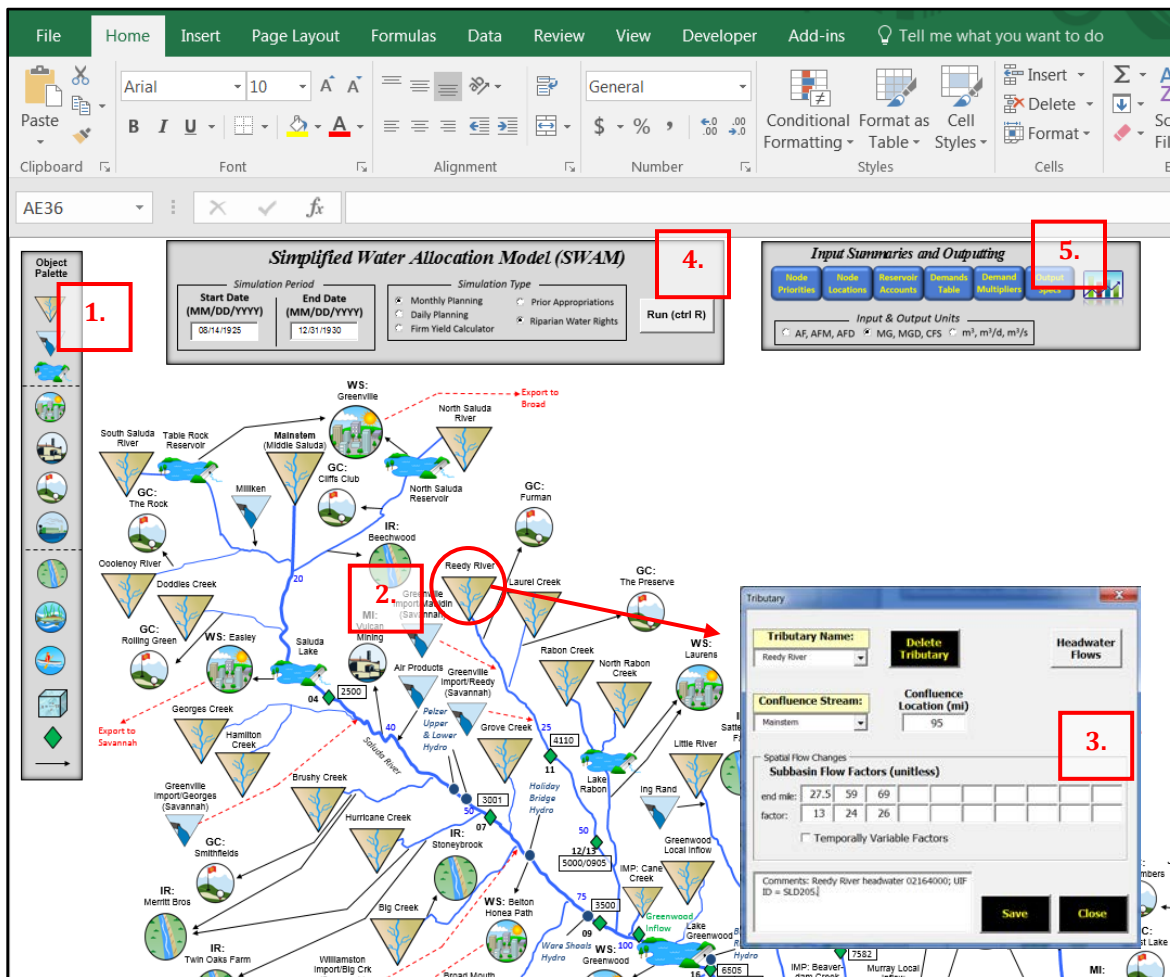 File Home Insert Page Layout Formulas Data Review View Developer Add-ins Tell me what you want to do
Paste
Arial 10
B I U
General
$ % ,
Conditional Formatting
Format as Table
Cell Styles
Insert
Delete
Format
Clipboard Font Alignment Number Styles Cells
AE36 fx
Object
Palette
1.
Simplified Water Allocation Model (SWAM)
Simulation Period
Start Date
(MM/DD/YYYY)
08/14/1925
End Date
(MM/DD/YYYY)
12/31/1930
Simulation Type
Monthly Planning
Daily Planning
Firm Yield Calculator
Prior Appropriations
Riparian Water Rights
4.
Run (ctrl R)
Input Summaries and Outputting
5.
Node
Priorities
Node
Locations
Reservoir
Accounts
Demands
Table
Demand
Multipliers
Output
Specs
Input & Output Units
AF, AFM, AFD MG, MGD, CFS m³, m³/d, m³/s
WS:
Greenville
Export to
Broad
North Saluda
River
South Saluda
River
Table Rock
Reservoir
Mainstem
(Middle Saluda)
GC:
Cliffs Club
North Saluda
Reservoir
GC:
The Rock
Milliken
GC:
Furman
IR:
Beechwood
Oolenoy River
Doddies Creek
20
2.
Reedy River
Laurel Creek
GC:
The Preserve
Greenville
Import/Mauldin
(Savannah)
MI:
Vulcan
Mining
GC:
Rolling Green
WS: Easley
Saluda
Lake
Rabon Creek
North Rabon
Creek
WS:
Laurens
Air Products
Greenville
Import/Reedy
(Savannah)
04 2500
Export to
Savannah
Georges Creek
Hamilton
Creek
40
Saluda River
Pelzer
Upper
& Lower
Hydro
Grove Creek
25
4110
11
Little River
Lake
Rabon
Brushy Creek
Greenville
Import/Georges
(Savannah)
Hurricane Creek
3001
50
07
Holiday
Bridge
Hydro
ing Rand
Greenwood
Local Inflow
50
12/13
5000/0905
GC:
Smithfields
IR:
Stoneybrook
IR:
Merritt Bros
Big Creek
WS: Belton
Honea Path
75
3500
09
IMP: Cane
Creek
Greenwood
Inflow
Lake
Greenwood
100
IR:
Twin Oaks Farm
Williamston
Import/Big Crk
Broad Mouth
Ware Shoals
Hydro
WS:
Greenwood
16
6505
IMP: Beaver-
dam Creek
7582
Murray Local
MI:
Tributary
Tributary Name:
Reedy River
Delete
Tributary
Headwater
Flows
Confluence Stream:
Mainstem
Confluence
Location (mi)
95
3.
Spatial Flow Changes
Subbasin Flow Factors (unitless)
end mile: 27.5 59 69
factor: 13 24 26
Temporally Variable Factors
Comments: Reedy River headwater 02164000; UIF
ID = SLD205.
Save Close